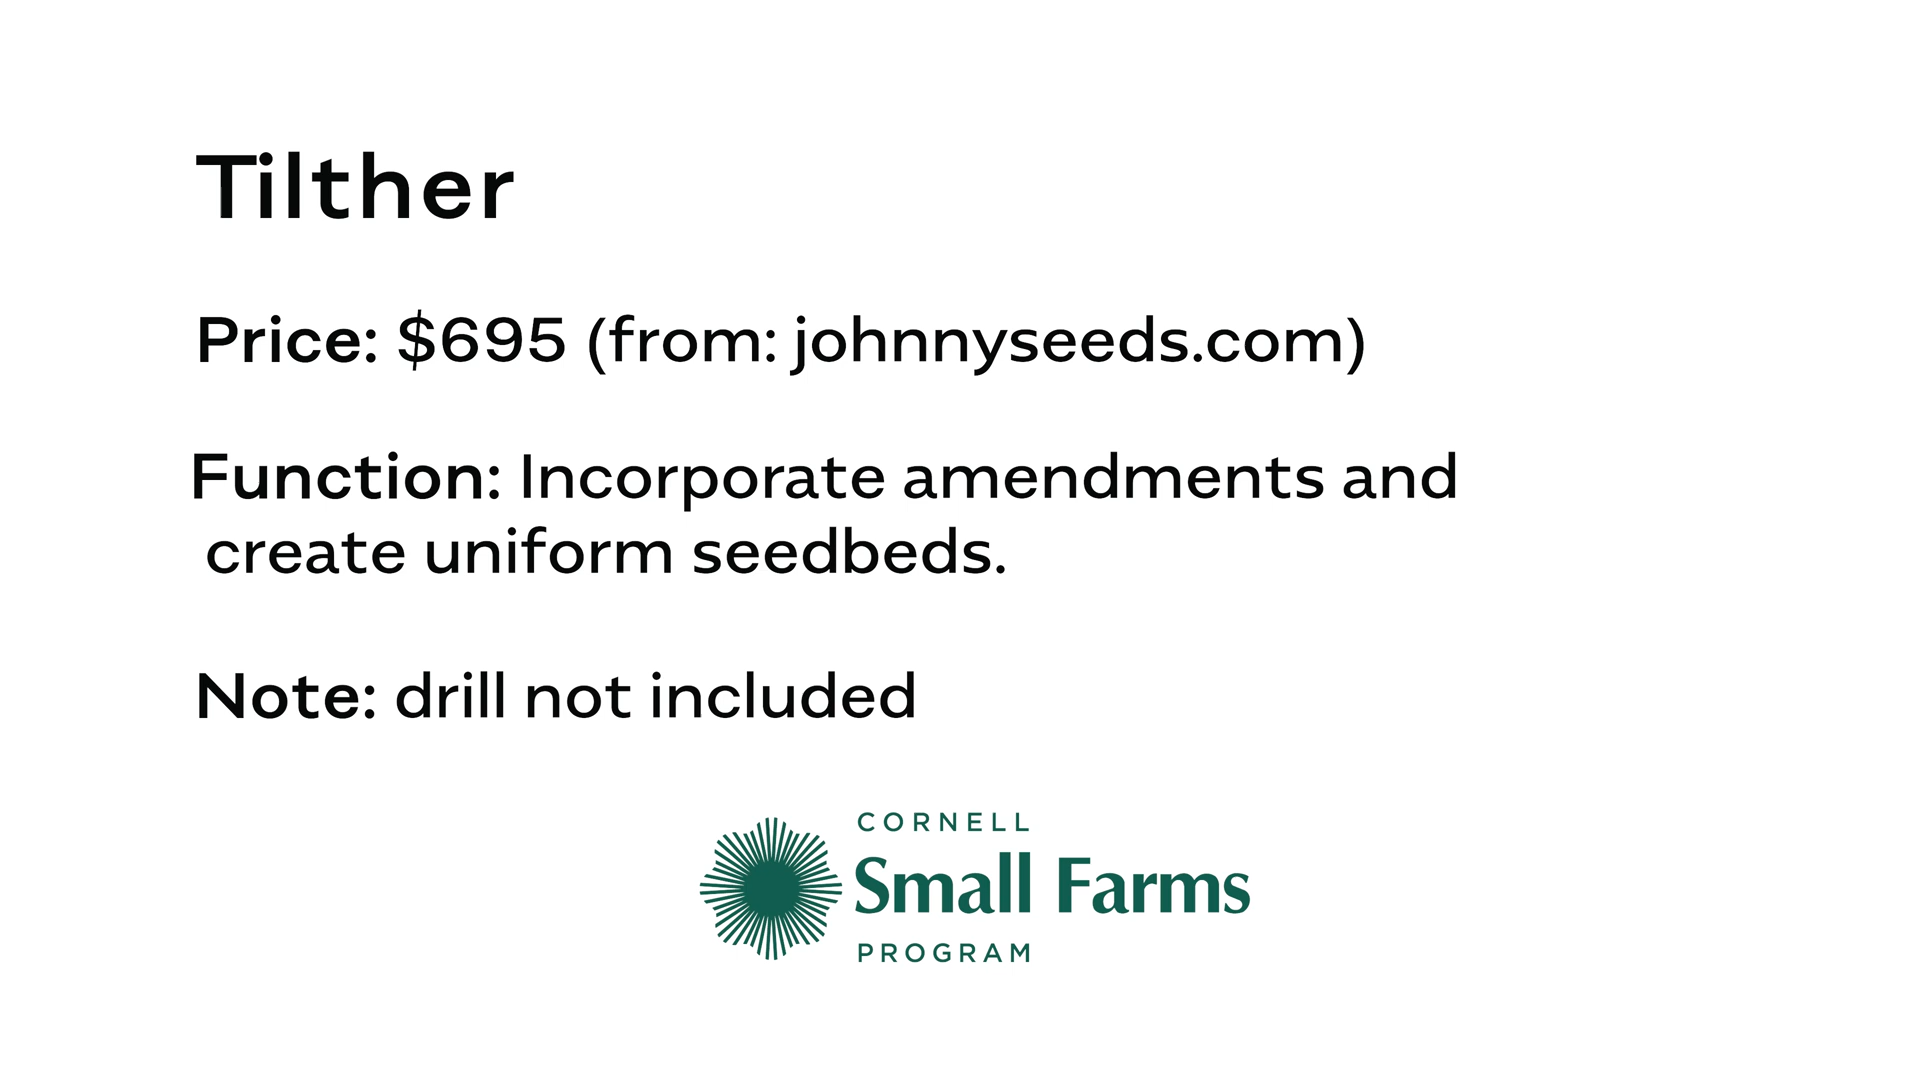 Tilther
Price: $695 (from: johnnyseeds.com)
Function: Incorporate amendments and
create uniform seedbeds.
Note: drill not included
CORNELL
Small Farms
PROGRAM